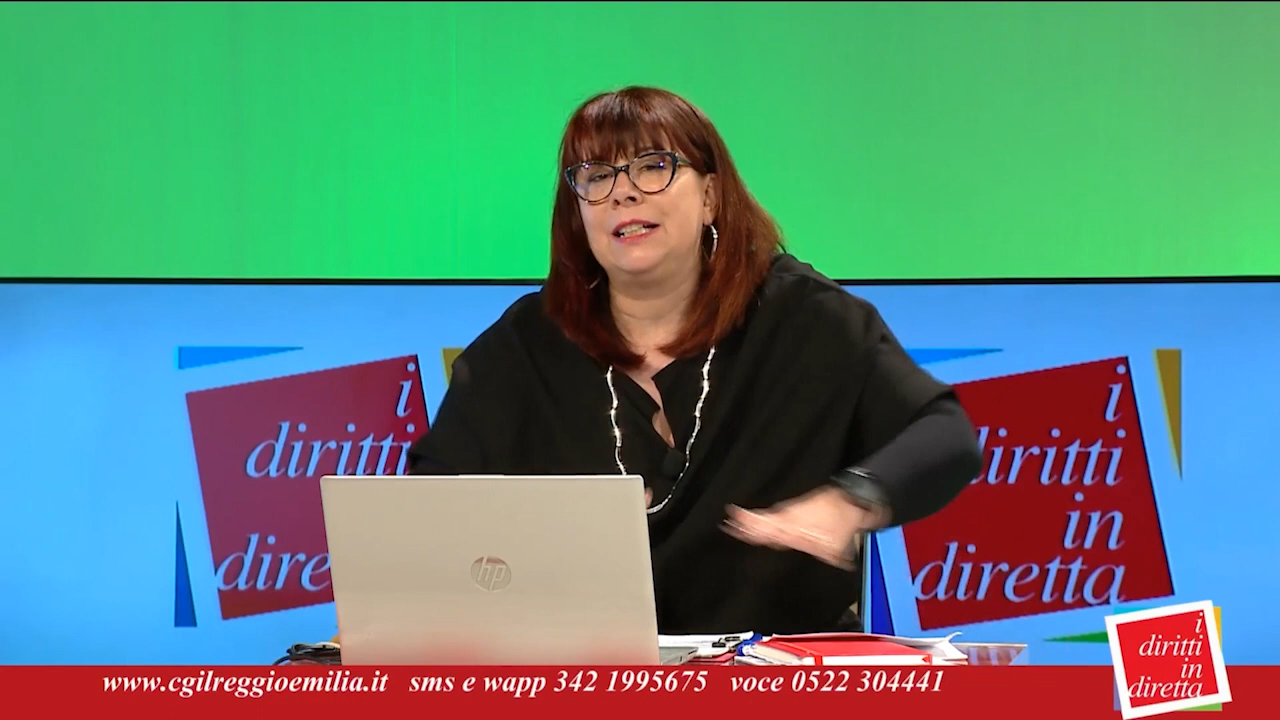 i
diritti
dire
hp
i
diritti
in
diretta
www.cgilreggioemilia.it sms e wapp 342 1995675 voce 0522 304441
i
diritti
in
diretta